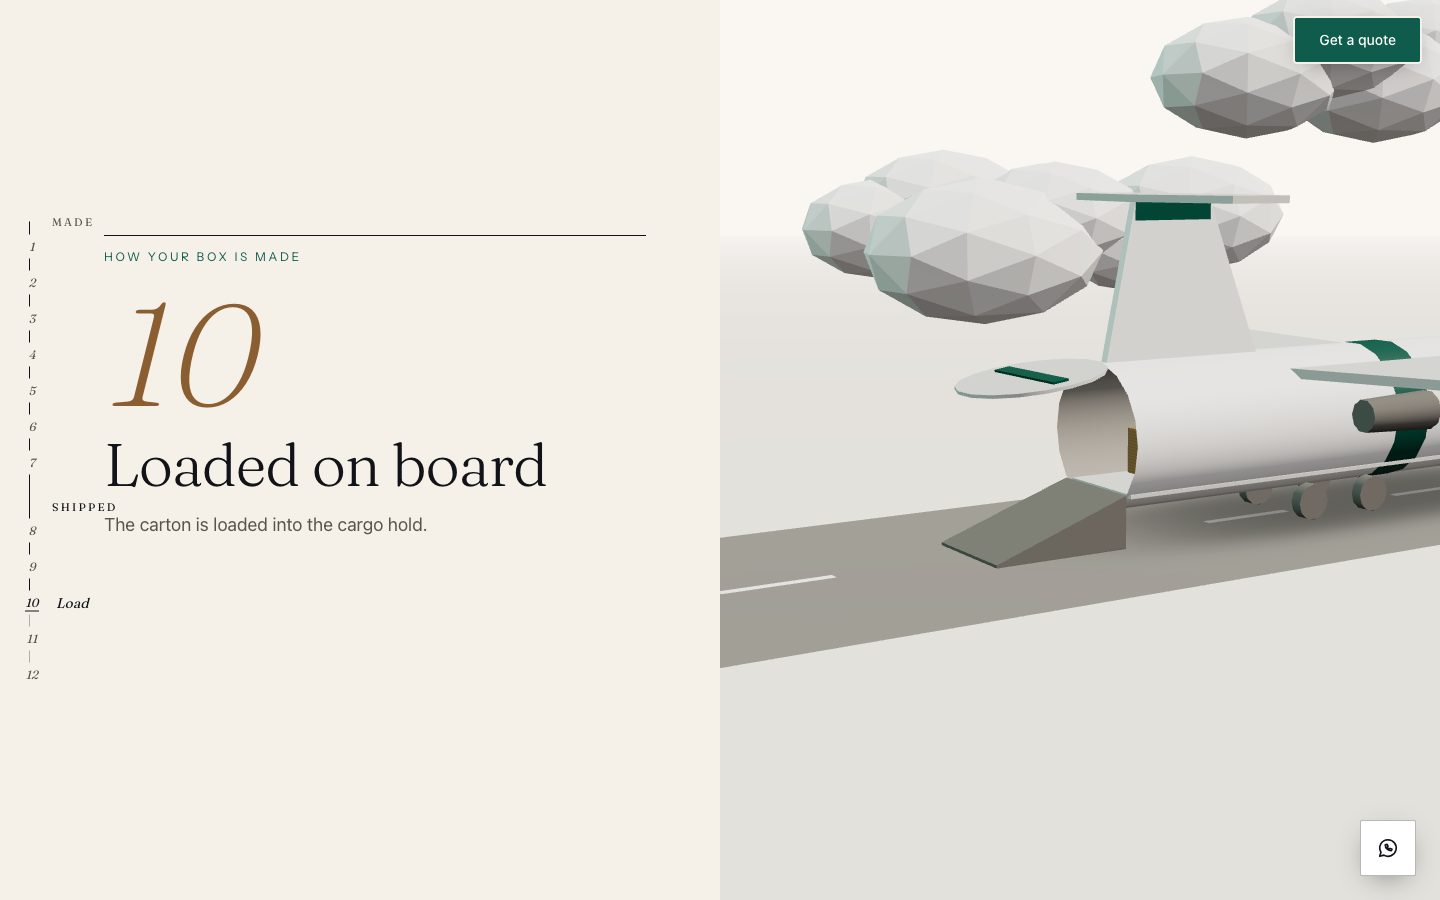 Get a quote
MADE
1
2
3
4
5
6
7
SHIPPED
8
9
10 Load
11
12
HOW YOUR BOX IS MADE
10
Loaded on board
The carton is loaded into the cargo hold.